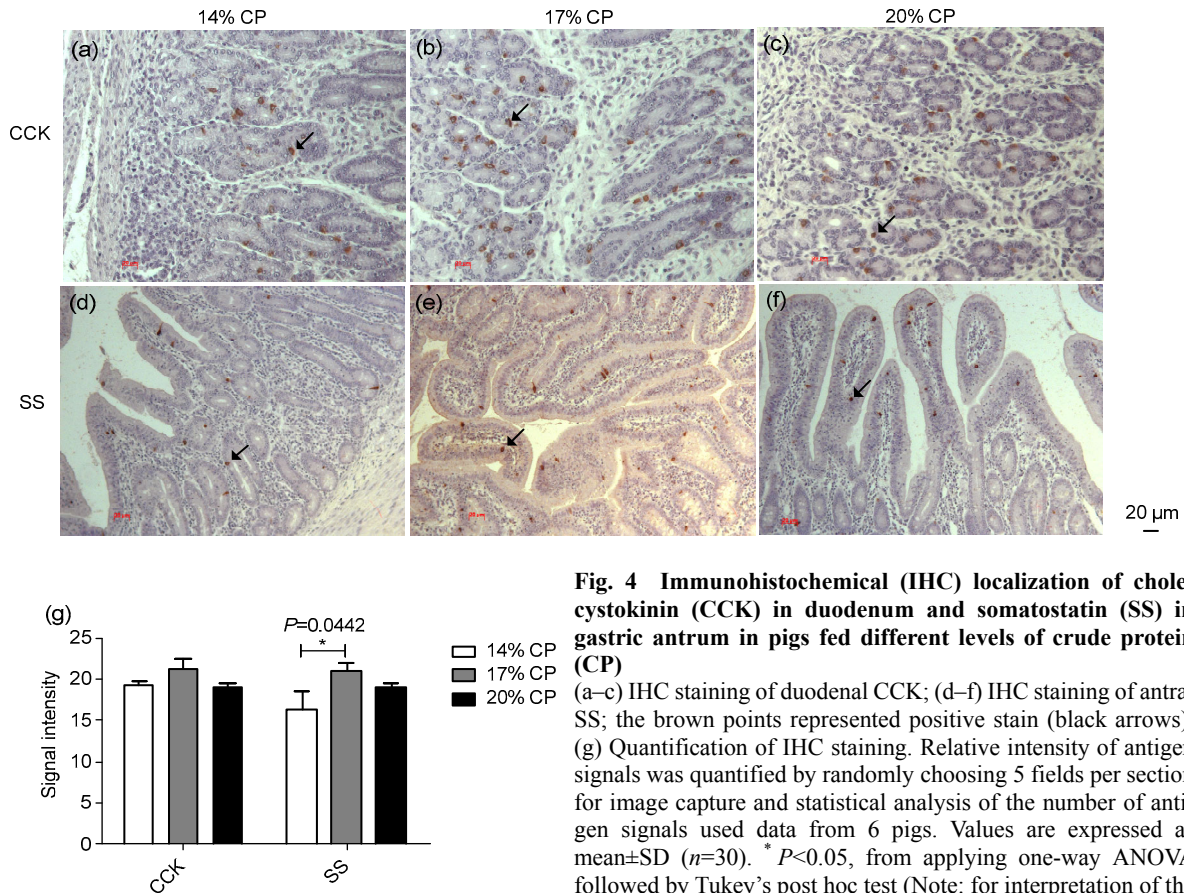 14% CP
17% CP
20% CP
CCK
(a)
(b)
(c)
SS
(d)
(e)
(f)
20 µm
(g)
P=0.0442
*
Signal intensity
25
20
15
10
5
0
CCK
SS
14% CP
17% CP
20% CP
Fig. 4 Immunohistochemical (IHC) localization of chole
cystokinin (CCK) in duodenum and somatostatin (SS) in
gastric antrum in pigs fed different levels of crude protein
(CP)
(a–c) IHC staining of duodenal CCK; (d–f) IHC staining of antra
SS; the brown points represented positive stain (black arrows)
(g) Quantification of IHC staining. Relative intensity of antigen
signals was quantified by randomly choosing 5 fields per section
for image capture and statistical analysis of the number of anti
gen signals used data from 6 pigs. Values are expressed a
mean±SD (n=30). * P<0.05, from applying one-way ANOVA
followed by Tukey's post hoc test (Note: for interpretation of th